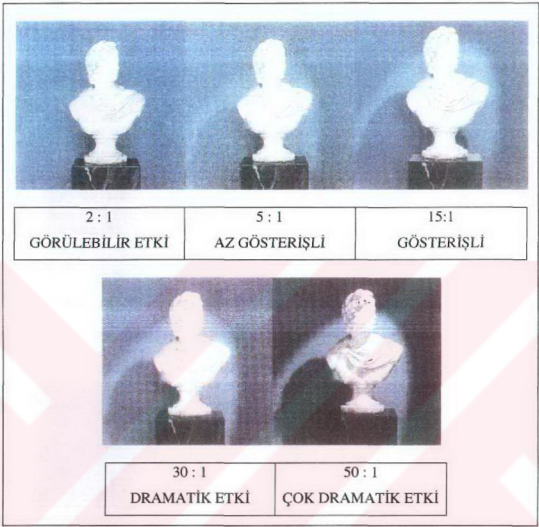 2 : 1 5 : 1 15:1
GÖRÜLEBİLİR ETKİ AZ GÖSTERİŞLİ GÖSTERİŞLİ
30 : 1 50 : 1
DRAMATİK ETKİ ÇOK DRAMATİK ETKİ